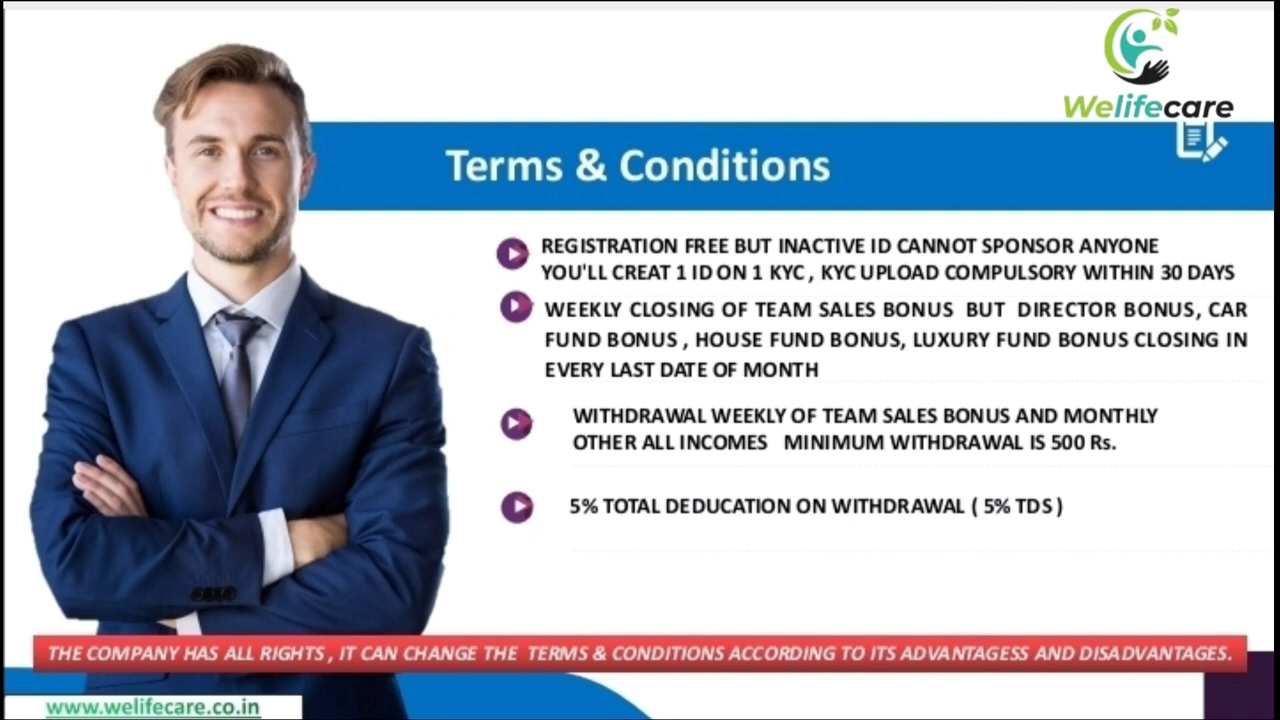 Welifecare
Terms & Conditions
REGISTRATION FREE BUT INACTIVE ID CANNOT SPONSOR ANYONE
YOU'LL CREAT 1 ID ON 1 KYC , KYC UPLOAD COMPULSORY WITHIN 30 DAYS
WEEKLY CLOSING OF TEAM SALES BONUS BUT DIRECTOR BONUS, CAR
FUND BONUS , HOUSE FUND BONUS, LUXURY FUND BONUS CLOSING IN
EVERY LAST DATE OF MONTH
WITHDRAWAL WEEKLY OF TEAM SALES BONUS AND MONTHLY
OTHER ALL INCOMES MINIMUM WITHDRAWAL IS 500 Rs.
5% TOTAL DEDUCATION ON WITHDRAWAL ( 5% TDS )
THE COMPANY HAS ALL RIGHTS , IT CAN CHANGE THE TERMS & CONDITIONS ACCORDING TO ITS ADVANTAGESS AND DISADVANTAGES.
www.welifecare.co.in